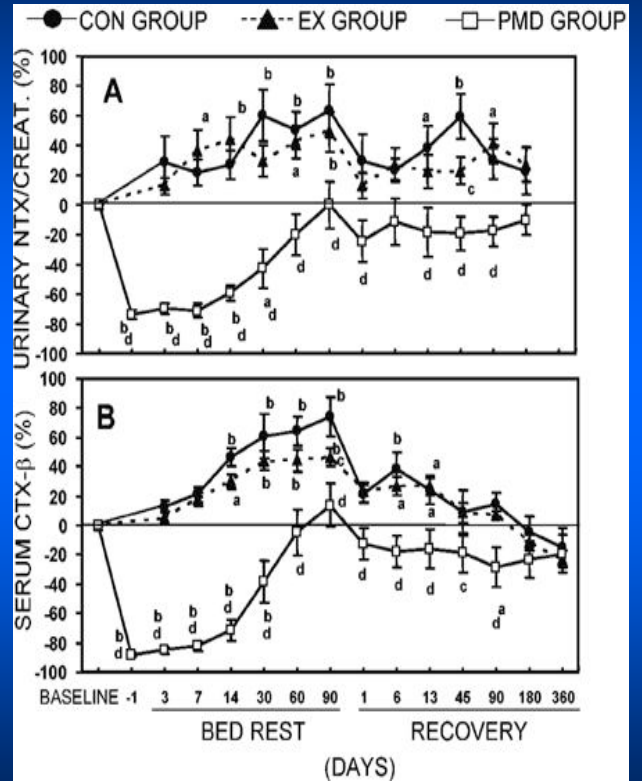 CON GROUP EX GROUP PMD GROUP
A
URINARY NTX/CREAT. (%)
100
80
60
40
20
0
-20
-40
-60
-80
-100
a b b b b a b a b a c
b d b d b d b d a d d d d d d d d
B
SERUM CTX-β (%)
100
80
60
40
20
0
-20
-40
-60
-80
-100
b b b b b c a b b b a a a
b d b d b d b d b d d d d d d c a d
BASELINE -1 3 7 14 30 60 90 1 6 13 45 90 180 360
BED REST RECOVERY
(DAYS)